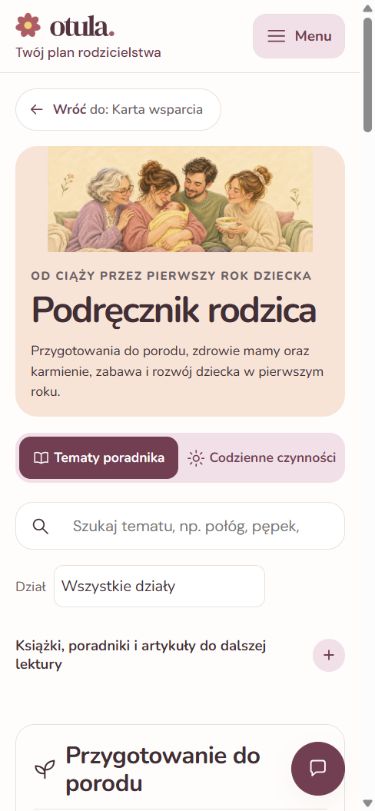 otula.
Menu
Twój plan rodzicielstwa
Wróć do: Karta wsparcia
OD CIĄŻY PRZEZ PIERWSZY ROK DZIECKA
Podręcznik rodzica
Przygotowania do porodu, zdrowie mamy oraz
karmienie, zabawa i rozwój dziecka w pierwszym
roku.
Tematy poradnika
Codzienne czynności
Szukaj tematu, np. połóg, pępek,
Dział
Wszystkie działy
Książki, poradniki i artykuły do dalszej
lektury
Przygotowanie do
porodu